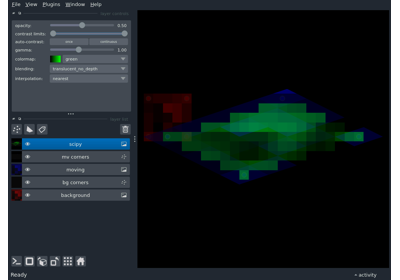 File View Plugins Window Help
opacity: 0.50
contrast limits:
auto-contrast: once continuous
gamma: 1.00
colormap: green
blending: translucent_no_depth
interpolation: nearest
scipy
mv corners
moving
bg corners
background
Ready
activity